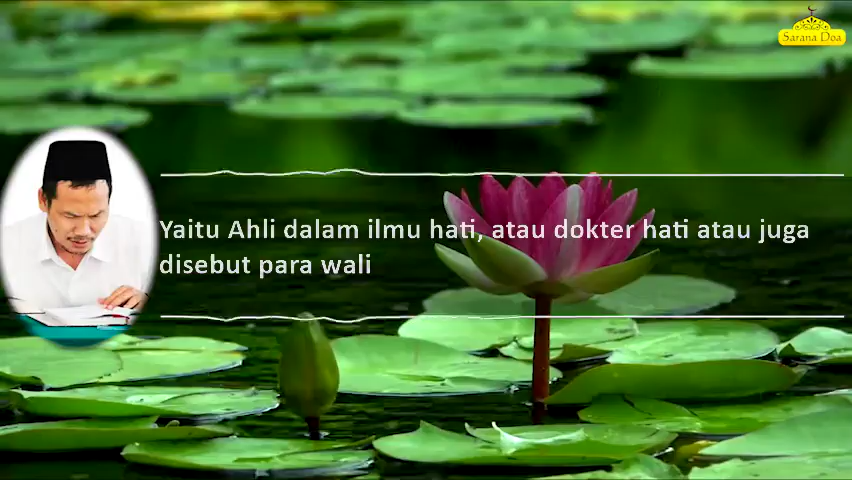 Sarana Doa
Yaitu Ahli dalam ilmu hati, atau dokter hati atau juga
disebut para wali